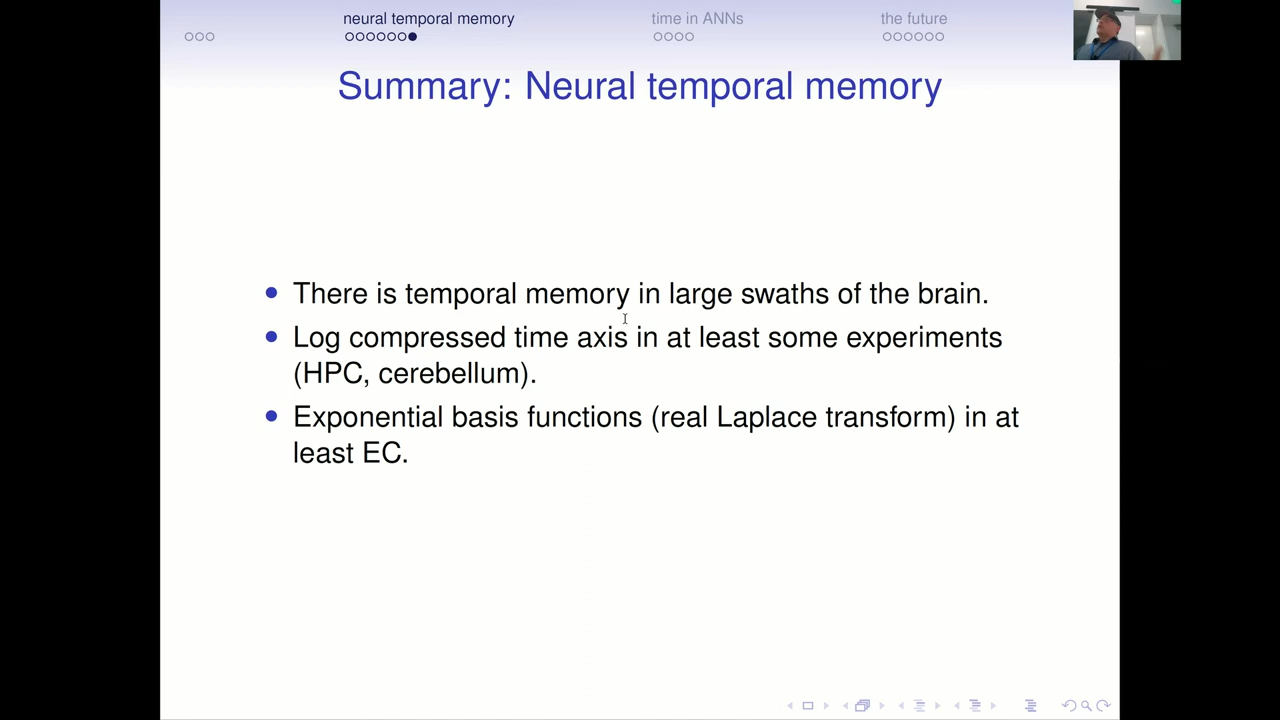 neural temporal memory
time in ANNs
the future
Summary: Neural temporal memory
There is temporal memory in large swaths of the brain.
Log compressed time axis in at least some experiments
(HPC, cerebellum).
Exponential basis functions (real Laplace transform) in at
least EC.